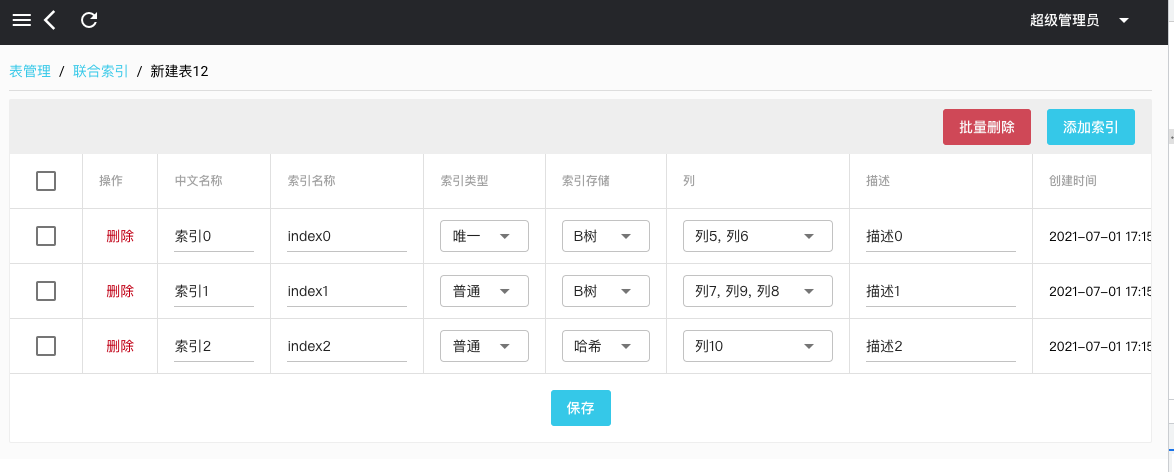 超级管理员
表管理 / 联合索引 / 新建表12
批量删除 添加索引
操作 中文名称 索引名称 索引类型 索引存储 列 描述 创建时间
删除 索引0 index0 唯一 B树 列5, 列6 描述0 2021-07-01 17:15
删除 索引1 index1 普通 B树 列7, 列9, 列8 描述1 2021-07-01 17:15
删除 索引2 index2 普通 哈希 列10 描述2 2021-07-01 17:15
保存